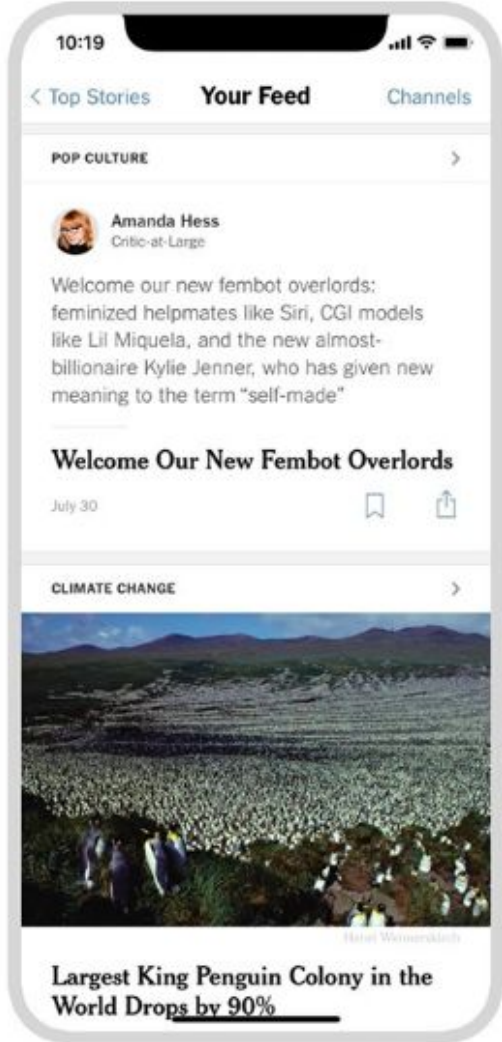 10:19
< Top Stories
Your Feed
Channels
POP CULTURE
Amanda Hess
Critic-at-Large
Welcome our new fembot overlords:
feminized helpmates like Siri, CGI models
like Lil Miquela, and the new almost-
billionaire Kylie Jenner, who has given new
meaning to the term “self-made”
Welcome Our New Fembot Overlords
July 30
CLIMATE CHANGE
Henri Weimerskirch
Largest King Penguin Colony in the
World Drops by 90%